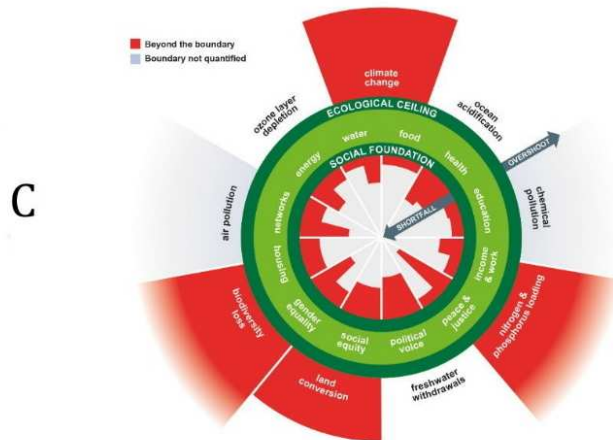 C
Beyond the boundary
Boundary not quantified
climate
change
ECOLOGICAL CEILING
ozone layer
depletion
ocean
acidification
OVERSHOOT
air pollution
chemical
pollution
biodiversity
loss
nitrogen &
phosphorus loading
land
conversion
freshwater
withdrawals
water
food
energy
health
networks
education
housing
income
& work
gender
equality
peace &
justice
social
equity
political
voice
SOCIAL FOUNDATION
SHORTFALL